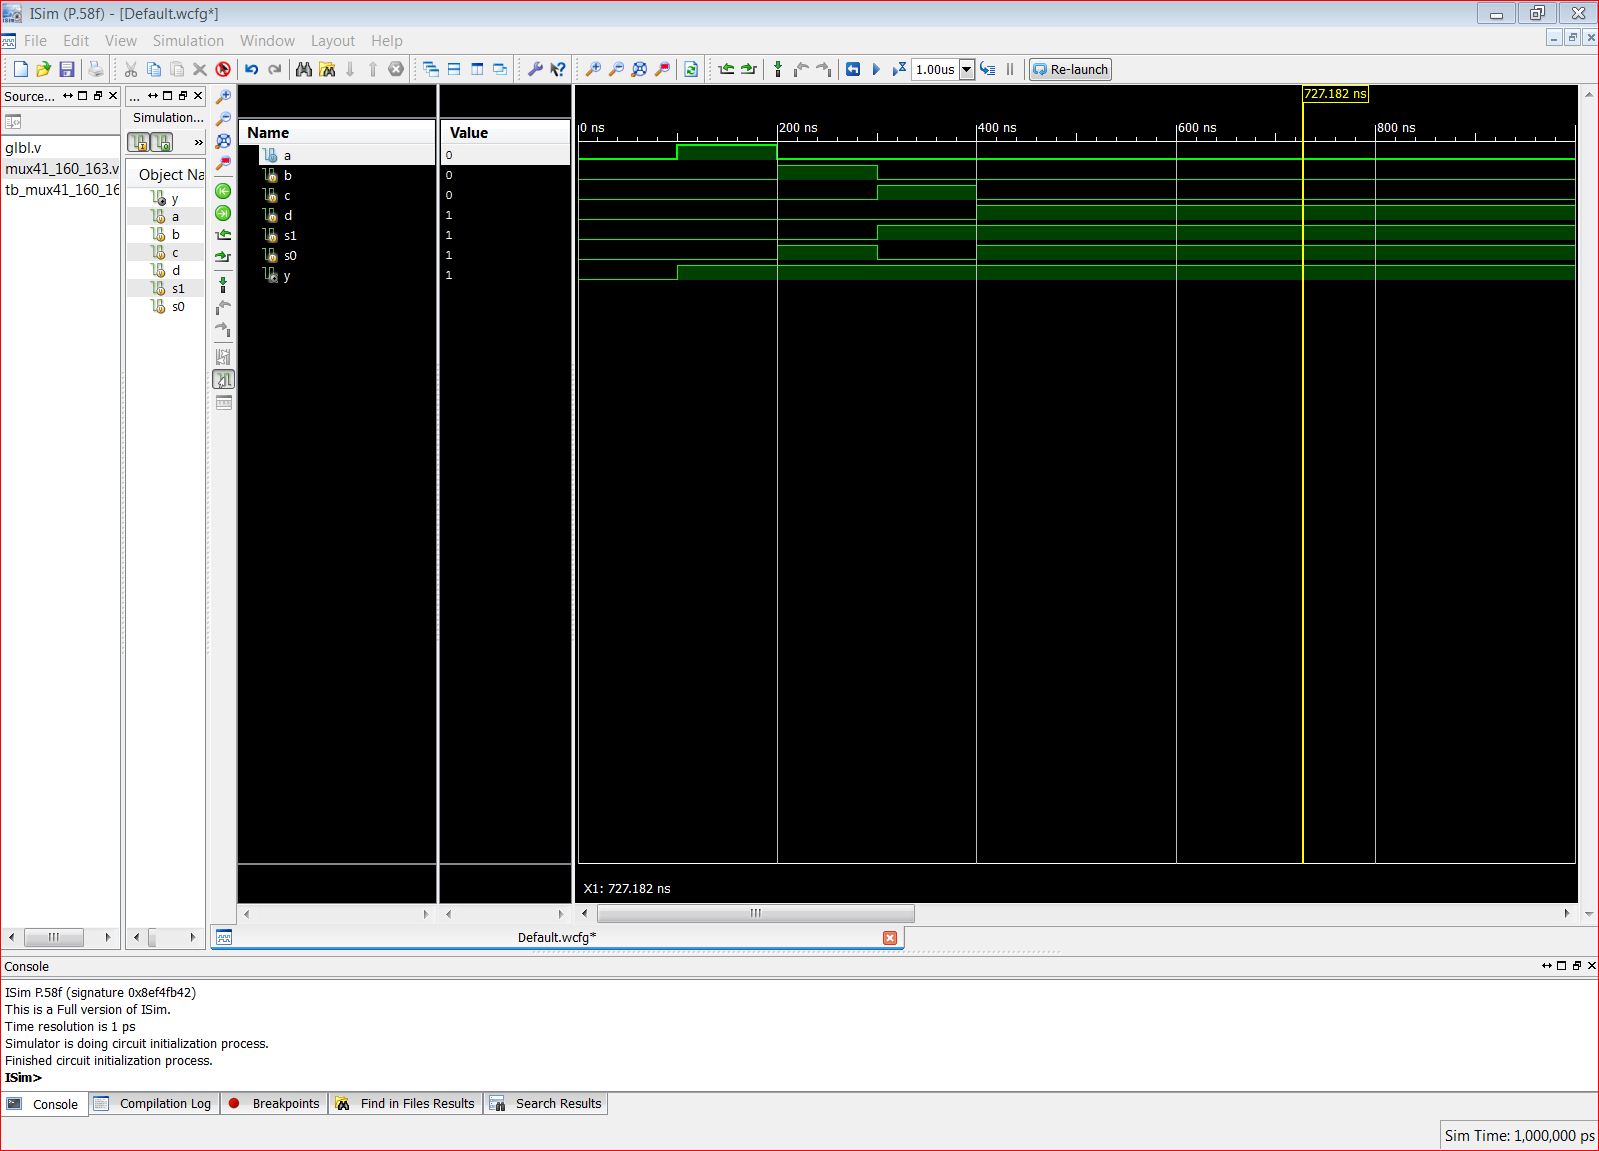 ISim (P.58f) - [Default.wcfg*]
File Edit View Simulation Window Layout Help
1.00us Re-launch
Source...
glbl.v
mux41_160_163.v
tb_mux41_160_16
...
Simulation...
»
Object Na
y
a
b
c
d
s1
s0
Name Value
a 0
b 0
c 0
d 1
s1 1
s0 1
y 1
727.182 ns
0 ns 200 ns 400 ns 600 ns 800 ns
X1: 727.182 ns
Default.wcfg*
Console
ISim P.58f (signature 0x8ef4fb42)
This is a Full version of ISim.
Time resolution is 1 ps
Simulator is doing circuit initialization process.
Finished circuit initialization process.
ISim>
Console Compilation Log Breakpoints Find in Files Results Search Results
Sim Time: 1,000,000 ps